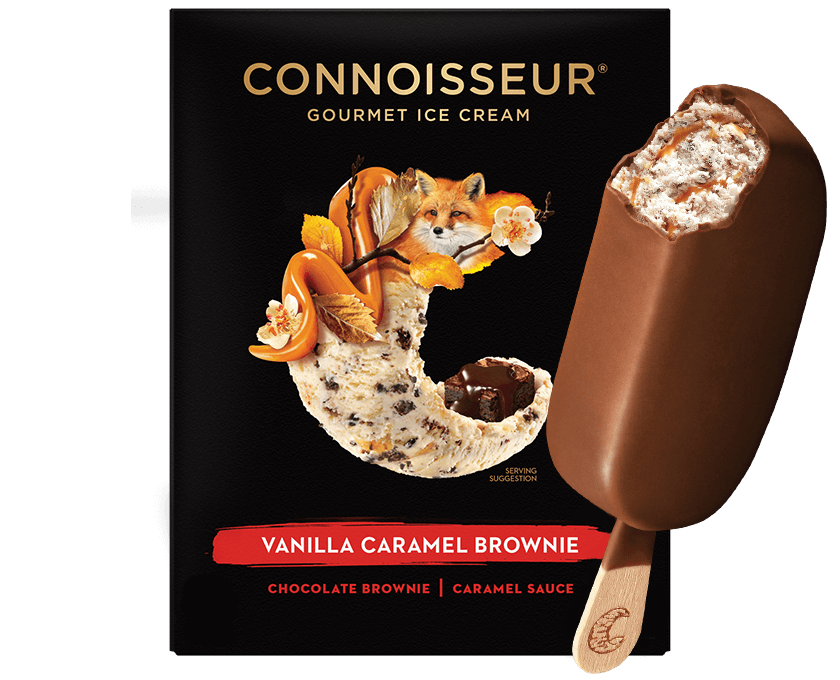 CONNOISSEUR®
GOURMET ICE CREAM
SERVING
SUGGESTION
VANILLA CARAMEL BROWNIE
CHOCOLATE BROWNIE | CARAMEL SAUCE